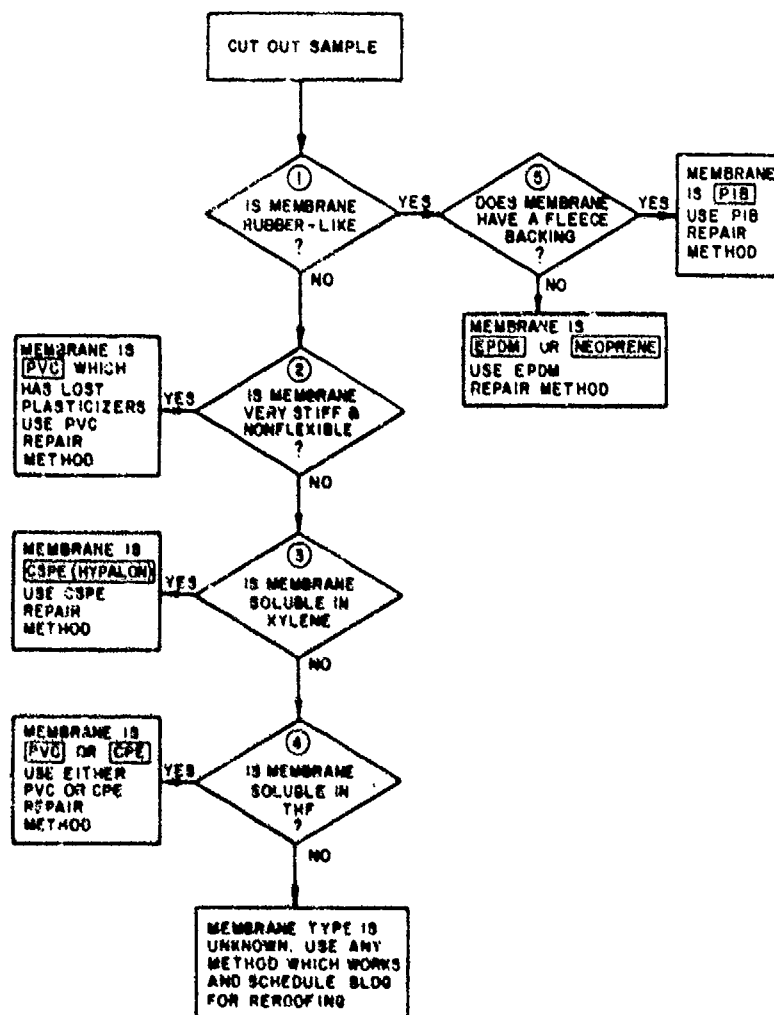 CUT OUT SAMPLE
1
IS MEMBRANE
RUBBER-LIKE
?
YES
NO
5
DOES MEMBRANE
HAVE A FLEECE
BACKING
?
YES
NO
MEMBRANE
IS PIB
USE PIB
REPAIR
METHOD
MEMBRANE IS
EPDM OR NEOPRENE
USE EPDM
REPAIR METHOD
2
IS MEMBRANE
VERY STIFF &
NONFLEXIBLE
?
YES
NO
MEMBRANE IS
PVC WHICH
HAS LOST
PLASTICIZERS
USE PVC
REPAIR
METHOD
3
IS MEMBRANE
SOLUBLE IN
XYLENE
YES
NO
MEMBRANE IS
CSPE (HYPALON)
USE CSPE
REPAIR
METHOD
4
IS MEMBRANE
SOLUBLE IN
THF
?
YES
NO
MEMBRANE IS
PVC OR CPE
USE EITHER
PVC OR CPE
REPAIR
METHOD
MEMBRANE TYPE IS
UNKNOWN. USE ANY
METHOD WHICH WORKS
AND SCHEDULE BLDG
FOR REROOFING